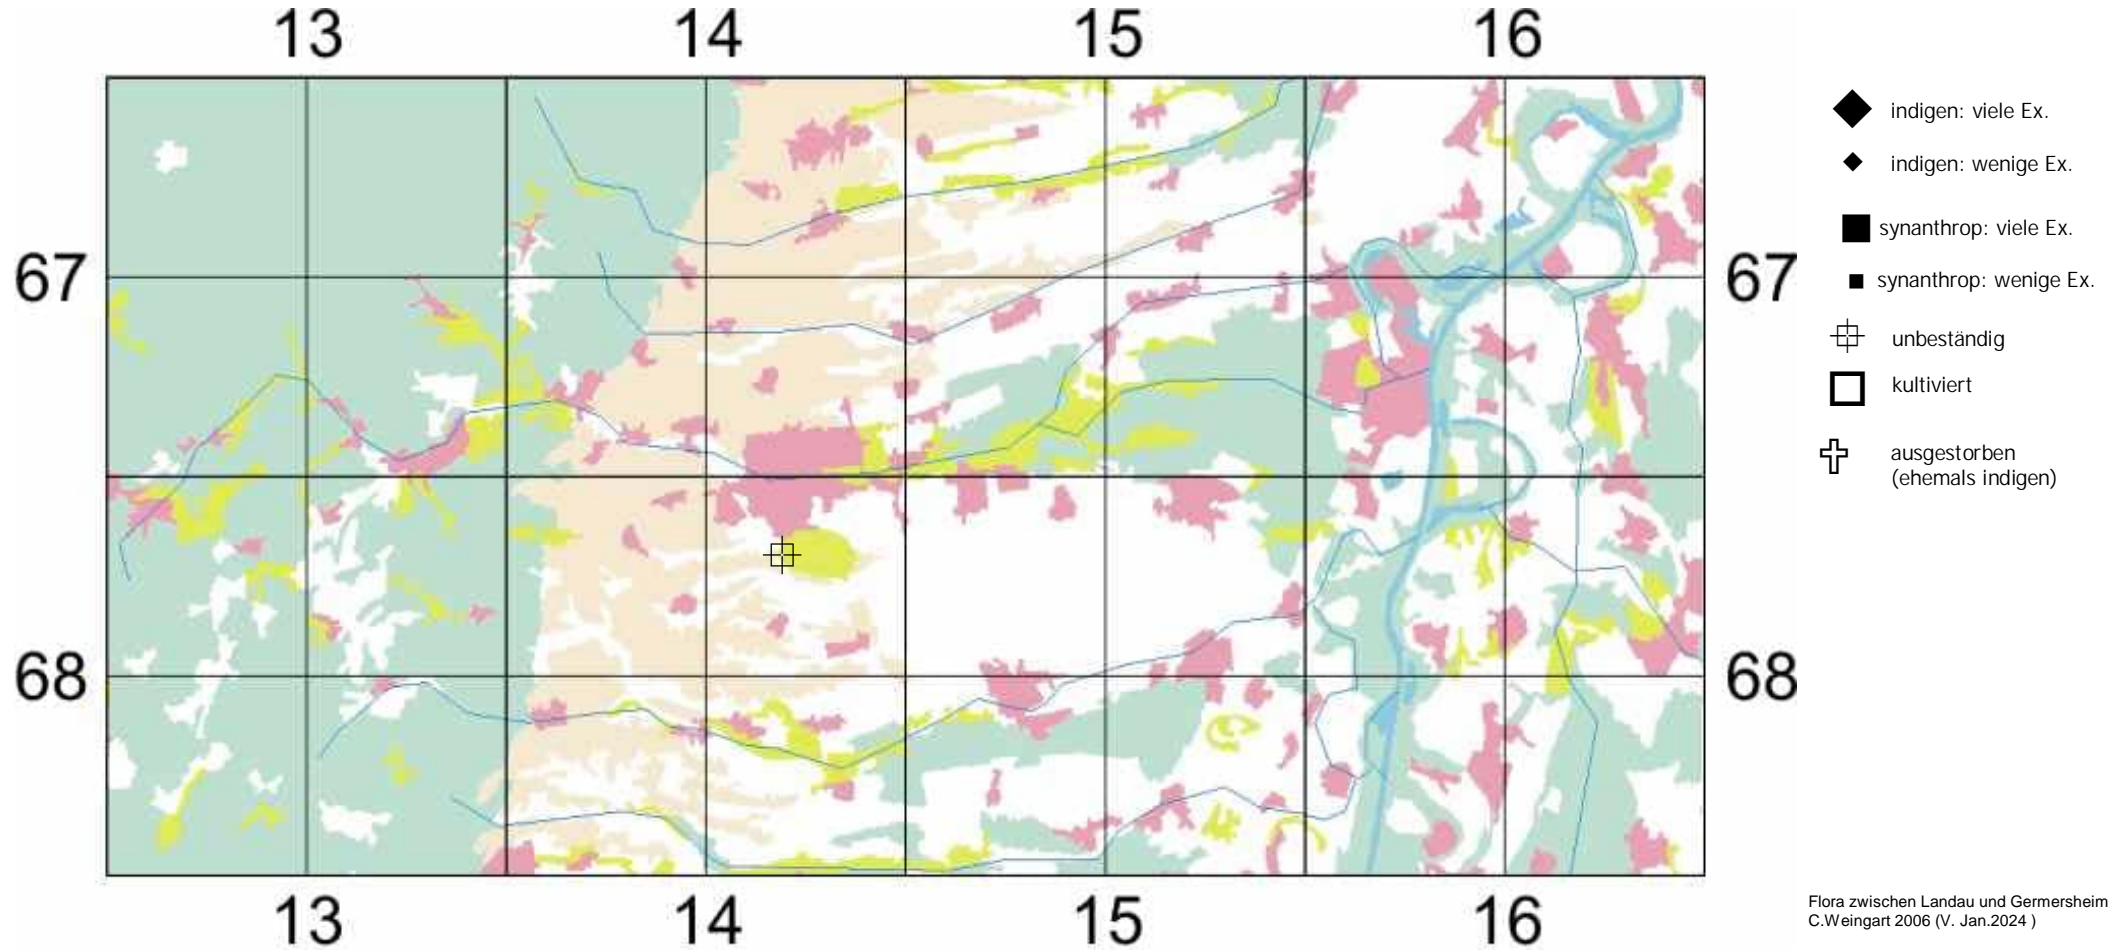 13 14 15 16
67 67
68 68
13 14 15 16
indigen: viele Ex.
indigen: wenige Ex.
synanthrop: viele Ex.
synanthrop: wenige Ex.
unbeständig
kultiviert
ausgestorben
(ehemals indigen)
Flora zwischen Landau und Germersheim
C.Weingart 2006 (V. Jan.2024 )